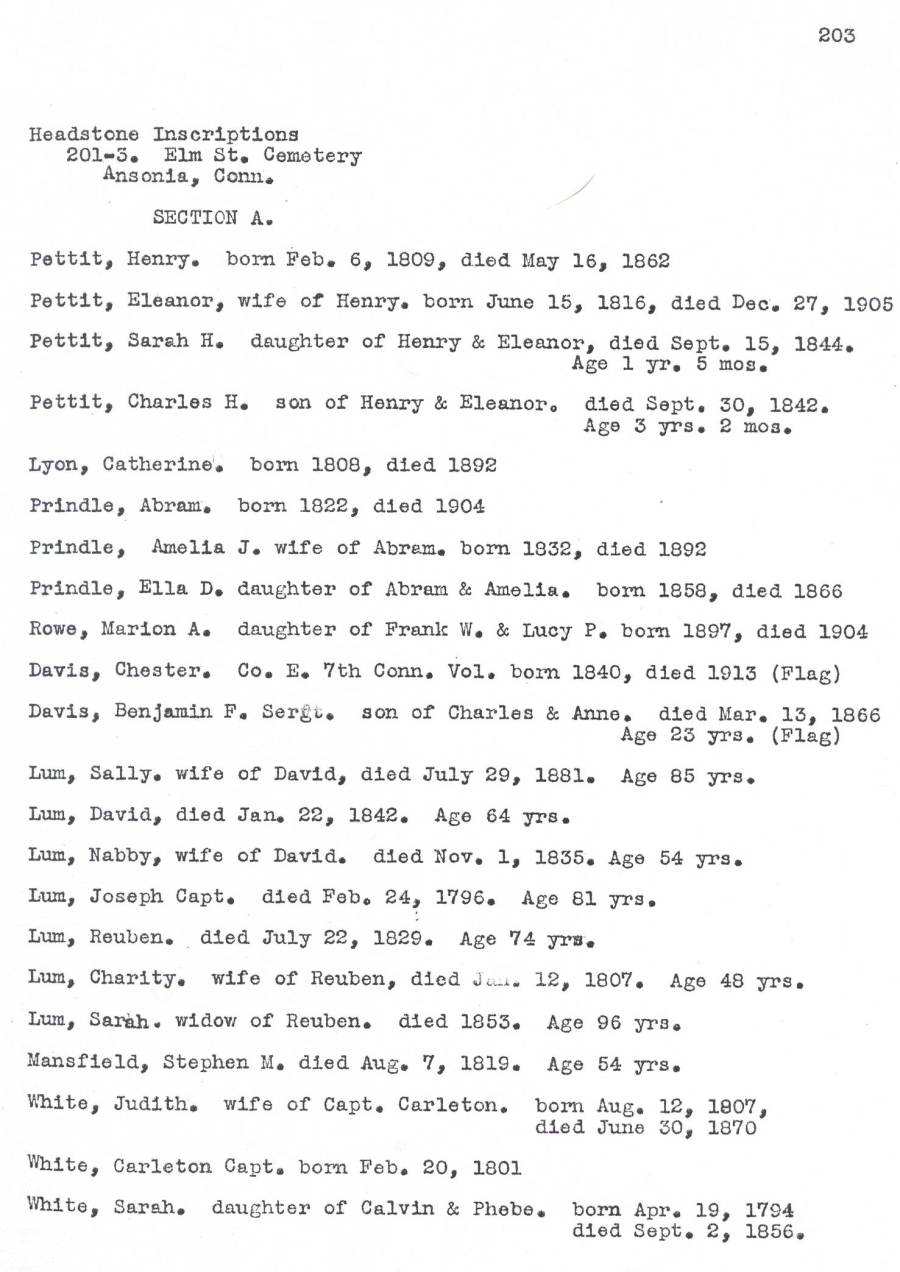 203
Headstone Inscriptions
201-3. Elm St. Cemetery
Ansonia, Conn.
SECTION A.
Pettit, Henry. born Feb. 6, 1809, died May 16, 1862
Pettit, Eleanor, wife of Henry. born June 15, 1816, died Dec. 27, 1905
Pettit, Sarah H. daughter of Henry & Eleanor, died Sept. 15, 1844.
Age 1 yr. 5 mos.
Pettit, Charles H. son of Henry & Eleanor. died Sept. 30, 1842.
Age 3 yrs. 2 mos.
Lyon, Catherine. born 1808, died 1892
Prindle, Abram. born 1822, died 1904
Prindle, Amelia J. wife of Abram. born 1832, died 1892
Prindle, Ella D. daughter of Abram & Amelia. born 1858, died 1866
Rowe, Marion A. daughter of Frank W. & Lucy P. born 1897, died 1904
Davis, Chester. Co. E. 7th Conn. Vol. born 1840, died 1913 (Flag)
Davis, Benjamin F. Sergt. son of Charles & Anne. died Mar. 13, 1866
Age 23 yrs. (Flag)
Lum, Sally. wife of David, died July 29, 1881. Age 85 yrs.
Lum, David, died Jan. 22, 1842. Age 64 yrs.
Lum, Nabby, wife of David. died Nov. 1, 1835. Age 54 yrs.
Lum, Joseph Capt. died Feb. 24, 1796. Age 81 yrs.
Lum, Reuben. died July 22, 1829. Age 74 yrs.
Lum, Charity. wife of Reuben, died Jan. 12, 1807. Age 48 yrs.
Lum, Sarah. widow of Reuben. died 1853. Age 96 yrs.
Mansfield, Stephen M. died Aug. 7, 1819. Age 54 yrs.
White, Judith. wife of Capt. Carleton. born Aug. 12, 1807,
died June 30, 1870
White, Carleton Capt. born Feb. 20, 1801
White, Sarah. daughter of Calvin & Phebe. born Apr. 19, 1794
died Sept. 2, 1856.